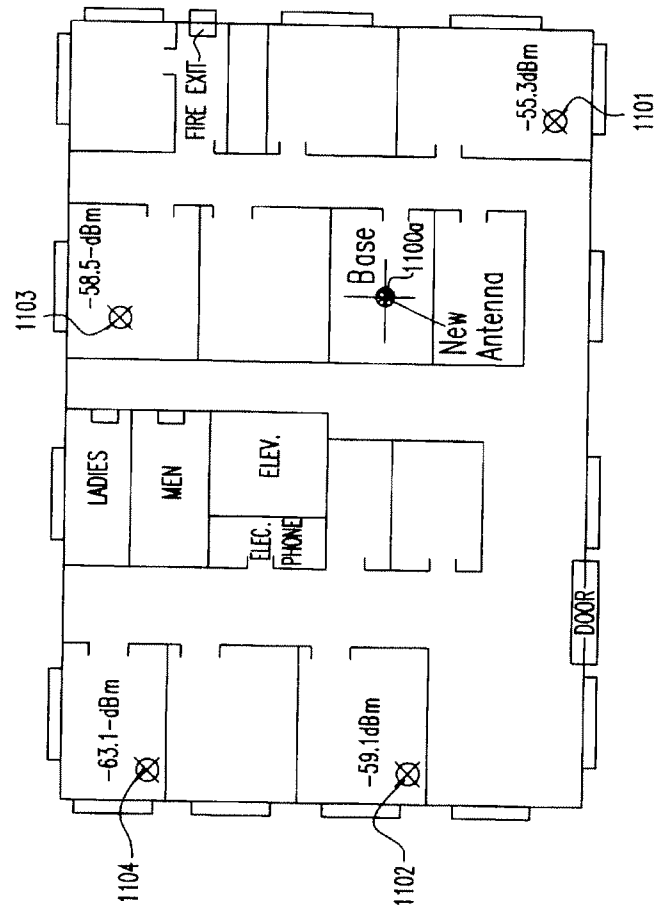 1103
1104
1102
1101
1100a
-58.5-dBm
-55.3dBm
-63.1-dBm
-59.1dBm
FIRE EXIT
Base
New
Antenna
LADIES
MEN
ELEV.
ELEC.
PHONE
DOOR